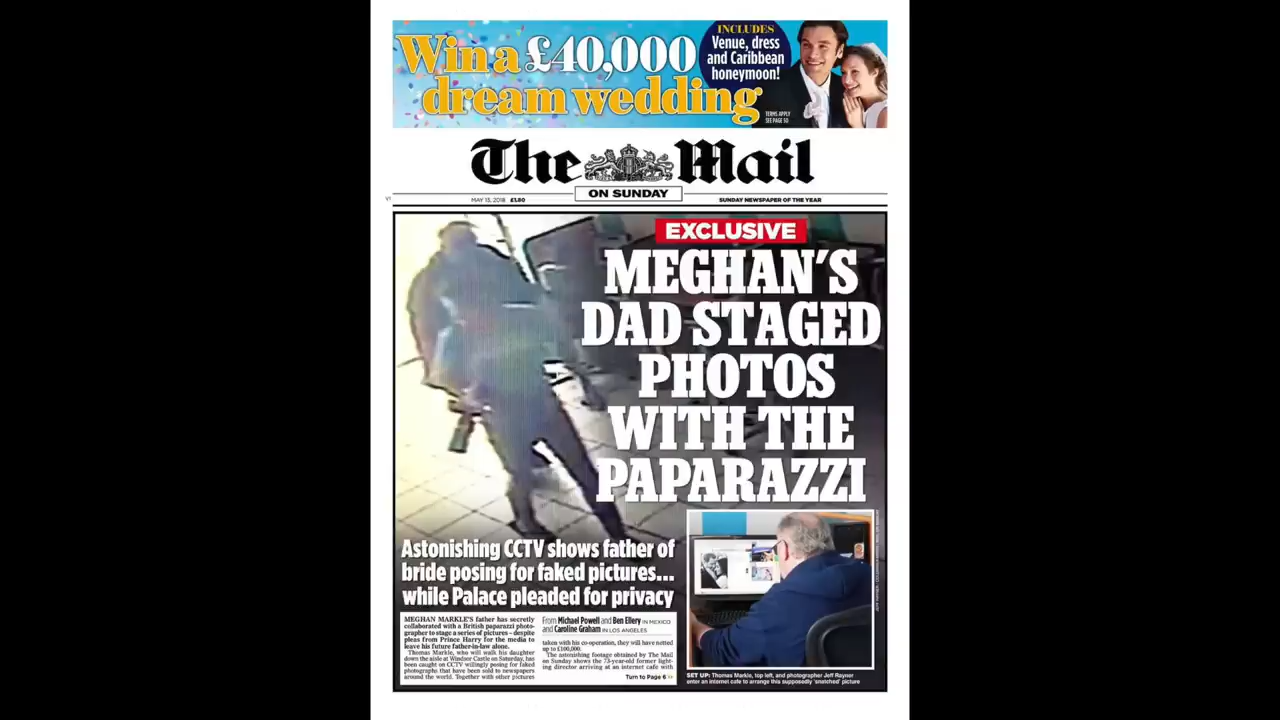 Win a £40,000
dream wedding
INCLUDES
Venue, dress
and Caribbean
honeymoon!
TERMS APPLY
SEE PAGE 50
The Mail
ON SUNDAY
MAY 13, 2018 £1.80
SUNDAY NEWSPAPER OF THE YEAR
EXCLUSIVE
MEGHAN'S
DAD STAGED
PHOTOS
WITH THE
PAPARAZZI
Astonishing CCTV shows father of
bride posing for faked pictures...
while Palace pleaded for privacy
MEGHAN MARKLE'S father has secretly
collaborated with a British paparazzi photo-
grapher to stage a series of pictures – despite
pleas from Prince Harry for the media to
leave his future father-in-law alone.
Thomas Markle, who will walk his daughter
down the aisle at Windsor Castle on Saturday, has
been caught on CCTV willingly posing for faked
photographs that have been sold to newspapers
around the world. Together with other pictures
From Michael Powell and Ben Ellery IN MEXICO
and Caroline Graham IN LOS ANGELES
taken with his co-operation, they will have netted
up to £100,000.
The astonishing footage obtained by The Mail
on Sunday shows the 73-year-old former light-
ing director arriving at an internet cafe with
Turn to Page 6
SET UP: Thomas Markle, top left, and photographer Jeff Rayner
enter an internet cafe to arrange this supposedly 'snatched' picture